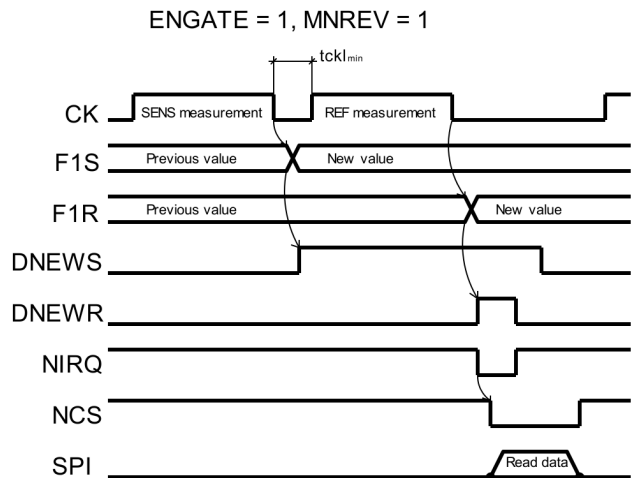 ENGATE = 1, MNREV = 1
tckl min
CK SENS measurement REF measurement
F1S Previous value New value
F1R Previous value New value
DNEWS
DNEWR
NIRQ
NCS
SPI Read data